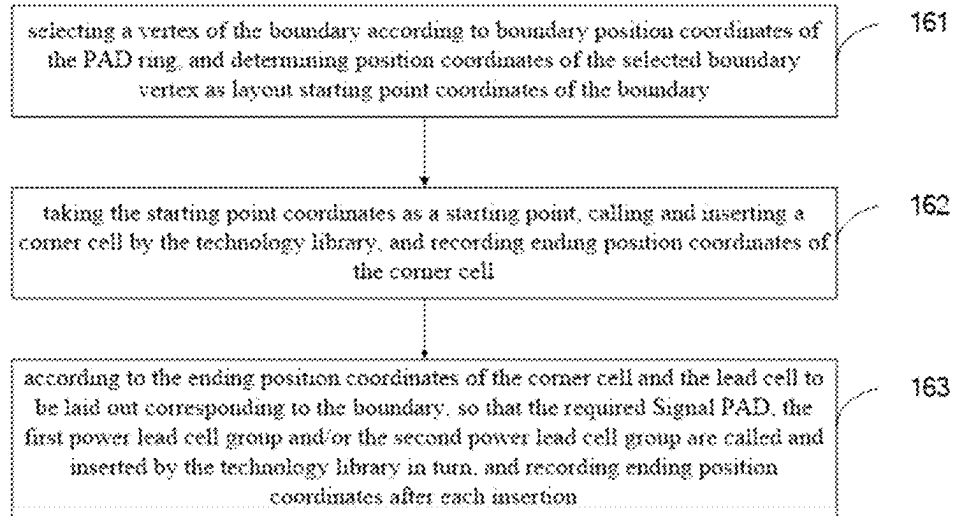 selecting a vertex of the boundary according to boundary position coordinates of
the PAD ring, and determining position coordinates of the selected boundary
vertex as layout starting point coordinates of the boundary
161
taking the starting point coordinates as a starting point, calling and inserting a
corner cell by the technology library, and recording ending position coordinates of
the corner cell
162
according to the ending position coordinates of the corner cell and the lead cell to
be laid out corresponding to the boundary, so that the required Signal PAD, the
first power lead cell group and/or the second power lead cell group are called and
inserted by the technology library in turn, and recording ending position
coordinates after each insertion
163